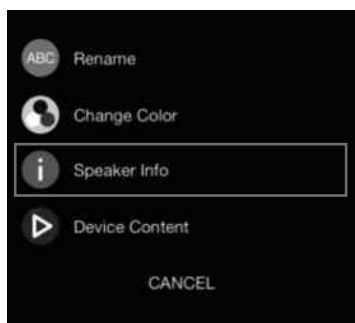 ABC Rename
Change Color
i Speaker Info
Device Content
CANCEL